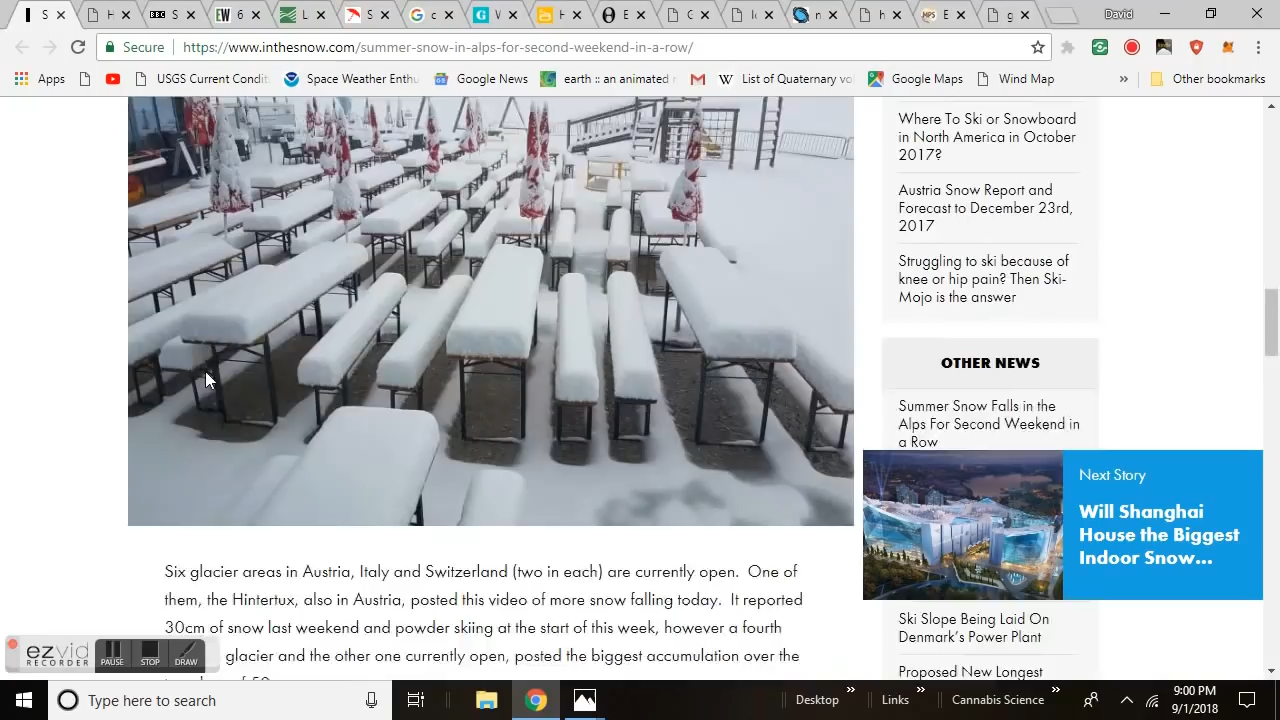 S
H
BBC S
EW 6
L
S
c
W
H
E
C
Ic
n
h
E
g
David
Secure
https://www.inthesnow.com/summer-snow-in-alps-for-second-weekend-in-a-row/
Apps
USGS Current Condit
Space Weather Enthu
Google News
earth :: an animated
List of Quaternary vo
Google Maps
Wind Map
»
Other bookmarks
Where To Ski or Snowboard
in North America in October
2017?
Austria Snow Report and
Forecast to December 23rd,
2017
Struggling to ski because of
knee or hip pain? Then Ski-
Mojo is the answer
OTHER NEWS
Summer Snow Falls in the
Alps For Second Weekend in
a Row
Next Story
Will Shanghai
House the Biggest
Indoor Snow...
Ski Slope Being Laid On
Denmark's Power Plant
Proposed New Longest
Six glacier areas in Austria, Italy and Switzerland (two in each) are currently open. One of
them, the Hintertux, also in Austria, posted this video of more snow falling today. It reported
30cm of snow last weekend and powder skiing at the start of this week, however a fourth
glacier and the other one currently open, posted the biggest accumulation over the
ezvid
RECORDER
PAUSE
STOP
DRAW
Type here to search
Desktop
»
Links
Cannabis Science
»
9:00 PM
9/1/2018